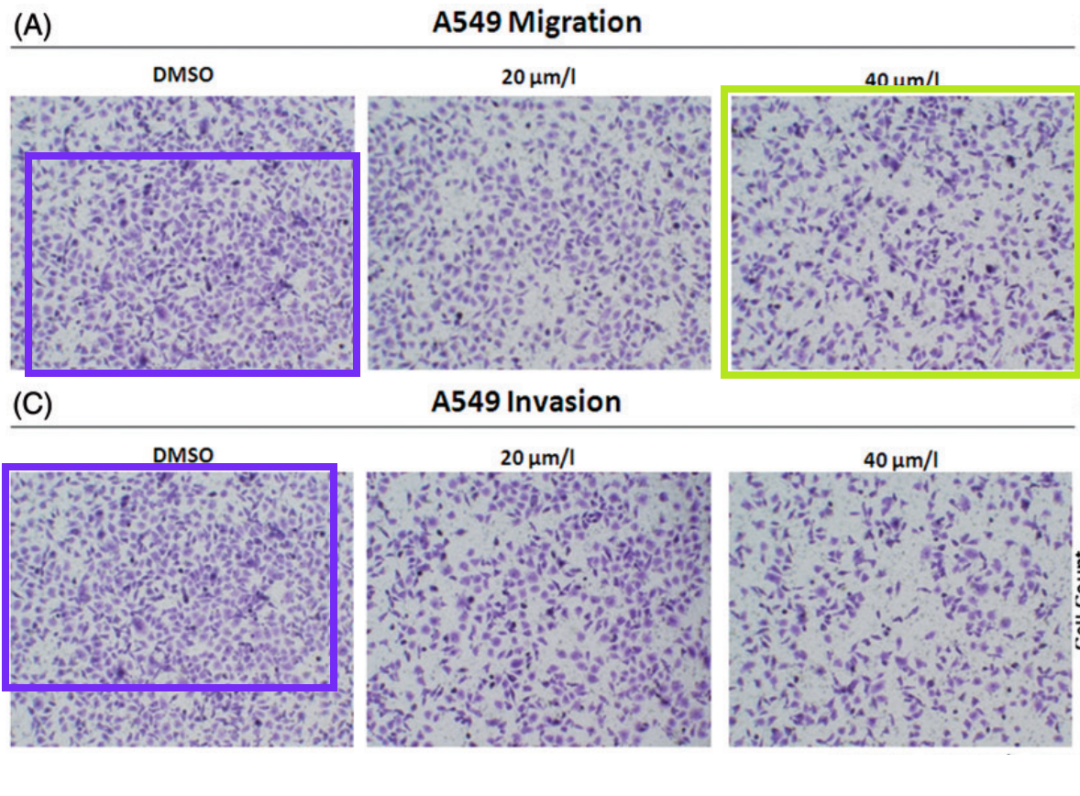 (A)
A549 Migration
DMSO 20 µm/l 40 µm/l
(C)
A549 Invasion
DMSO 20 µm/l 40 µm/l